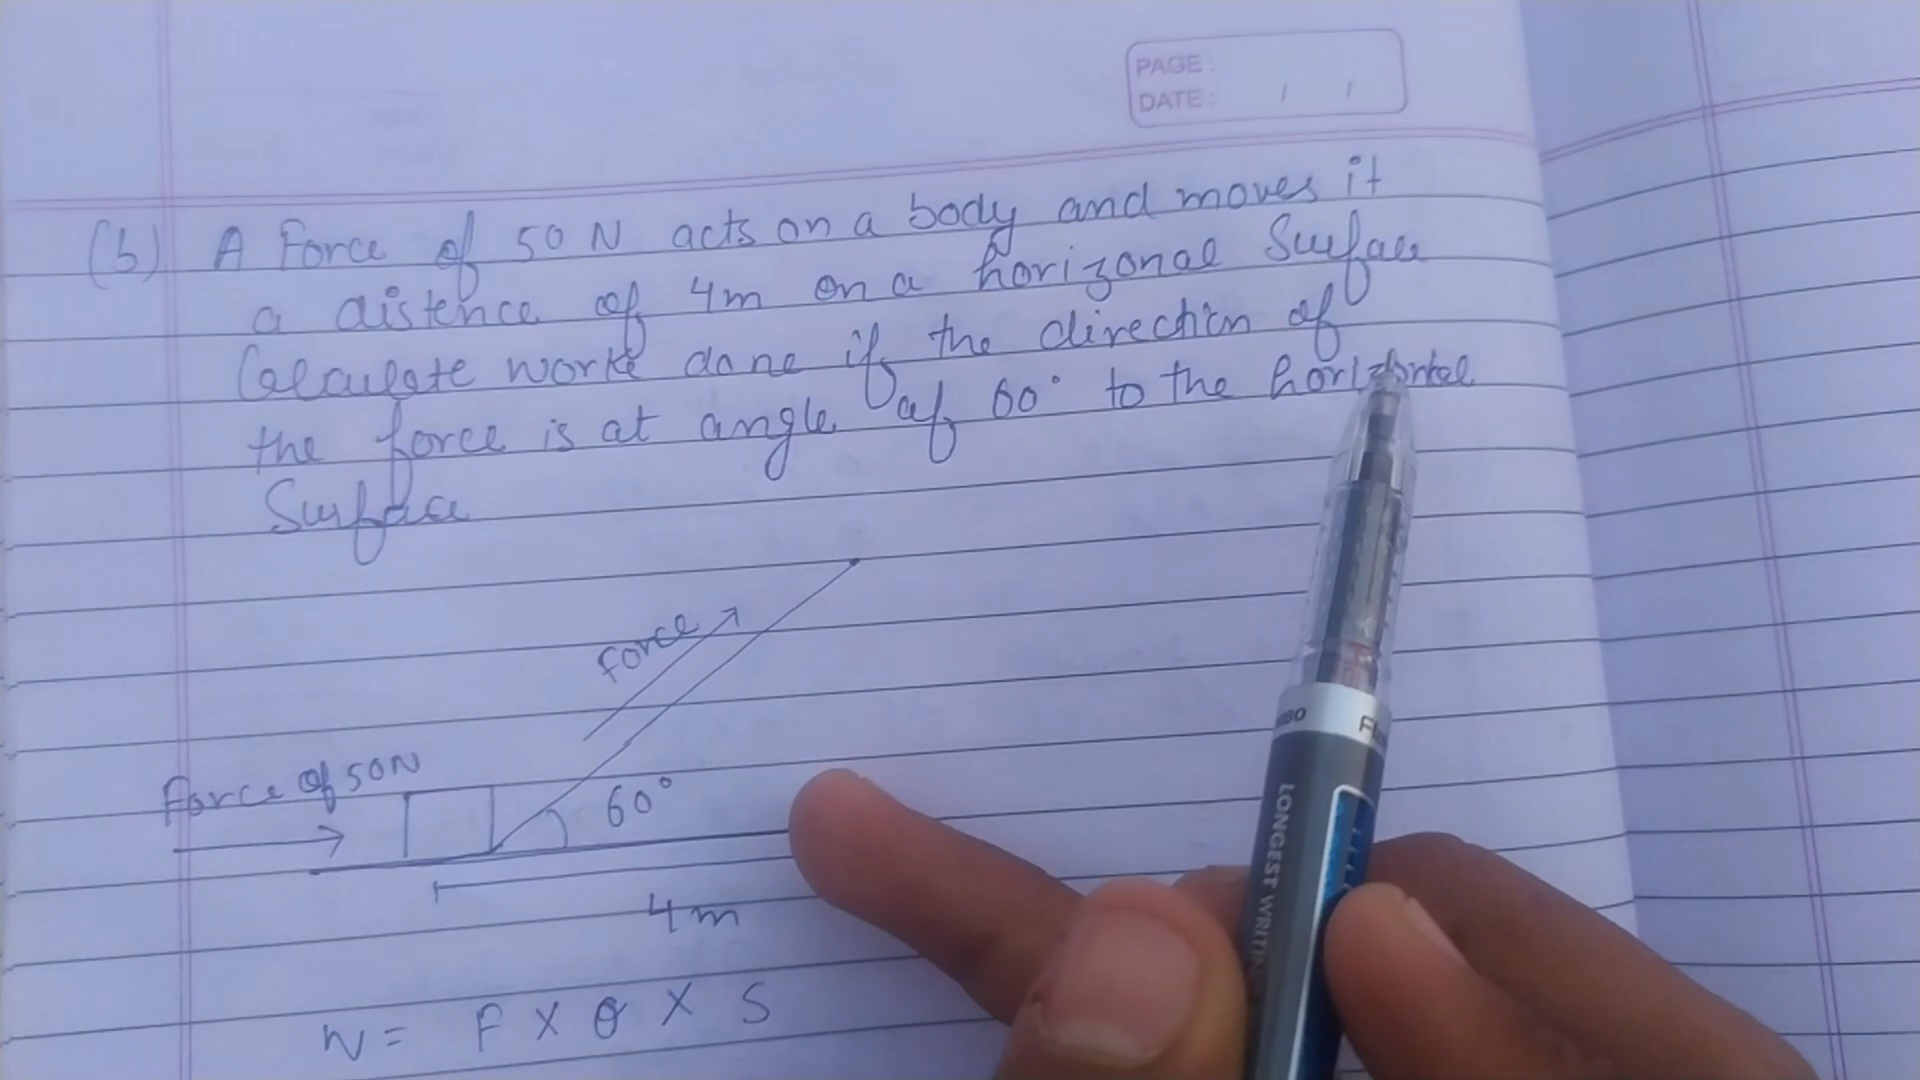 PAGE:
DATE: / /
(b) A Force of 50 N acts on a body and moves it
a distence of 4m on a horizonal Surface
Calculate work done if the direction of
the force is at angle of 60° to the horizontal
Surface
force
Force of 50N
60°
4m
W = F X θ X S
LONGEST WRITIN